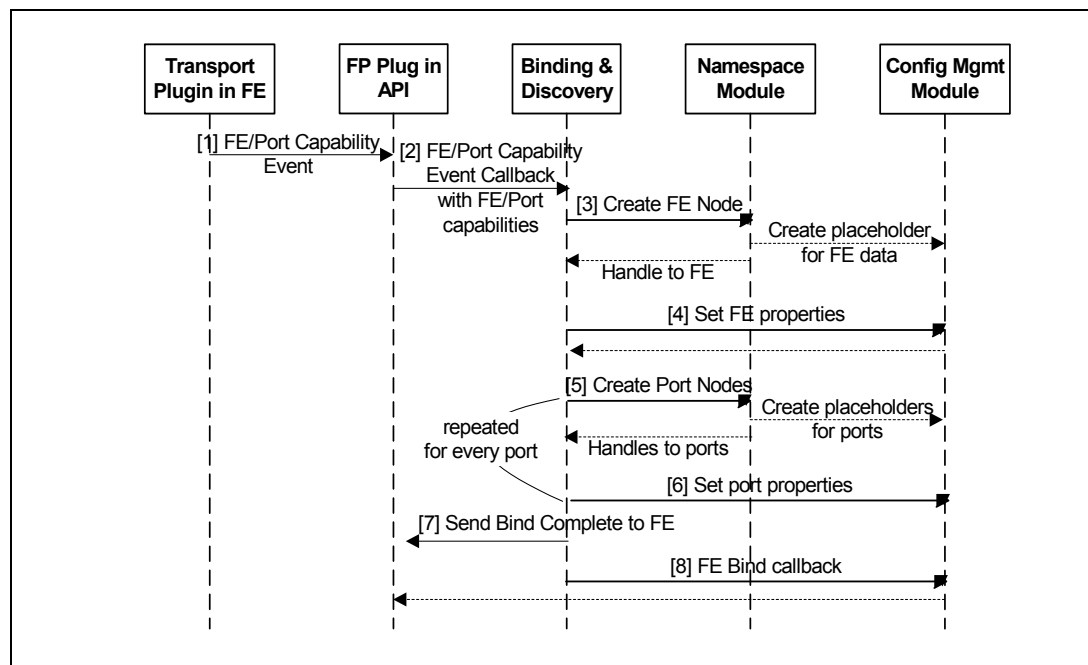 Transport
Plugin in FE
FP Plug in
API
Binding &
Discovery
Namespace
Module
Config Mgmt
Module
[1] FE/Port Capability
Event
[2] FE/Port Capability
Event Callback
with FE/Port
capabilities
[3] Create FE Node
Create placeholder
for FE data
Handle to FE
[4] Set FE properties
[5] Create Port Nodes
Create placeholders
for ports
repeated
for every port
Handles to ports
[6] Set port properties
[7] Send Bind Complete to FE
[8] FE Bind callback